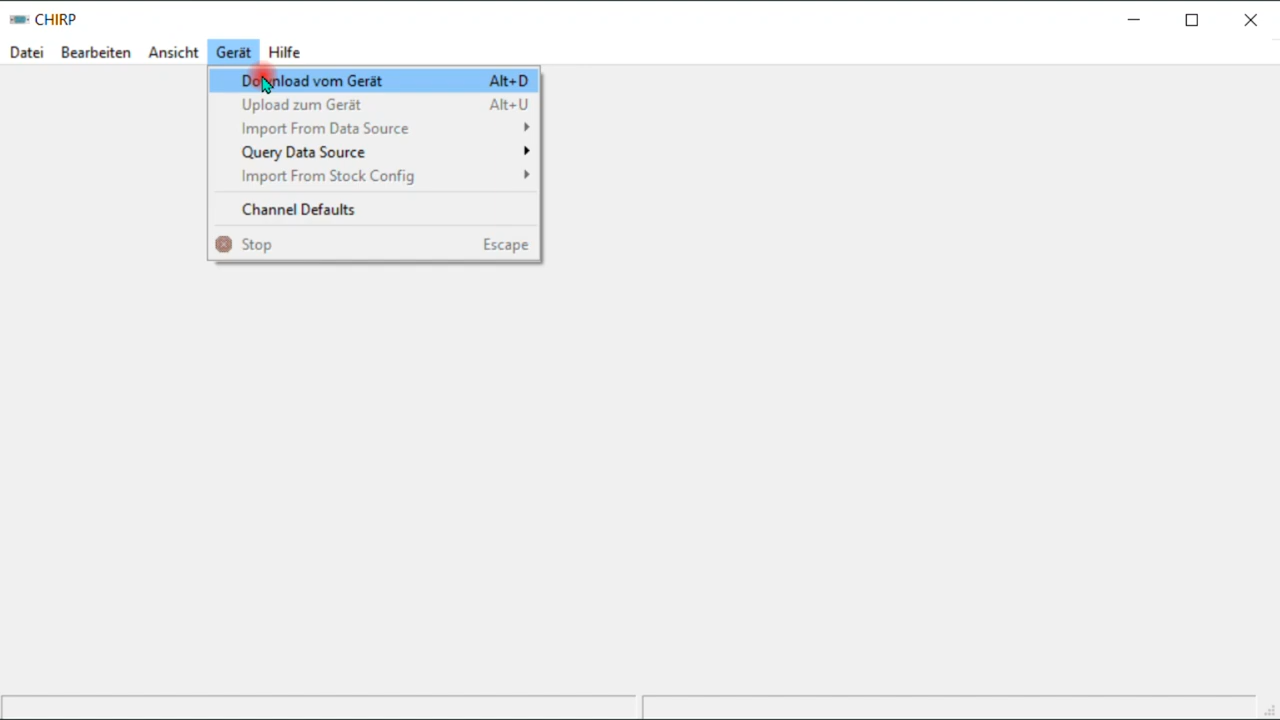 CHIRP
Datei Bearbeiten Ansicht Gerät Hilfe
Download vom Gerät Alt+D
Upload zum Gerät Alt+U
Import From Data Source
Query Data Source
Import From Stock Config
Channel Defaults
Stop Escape